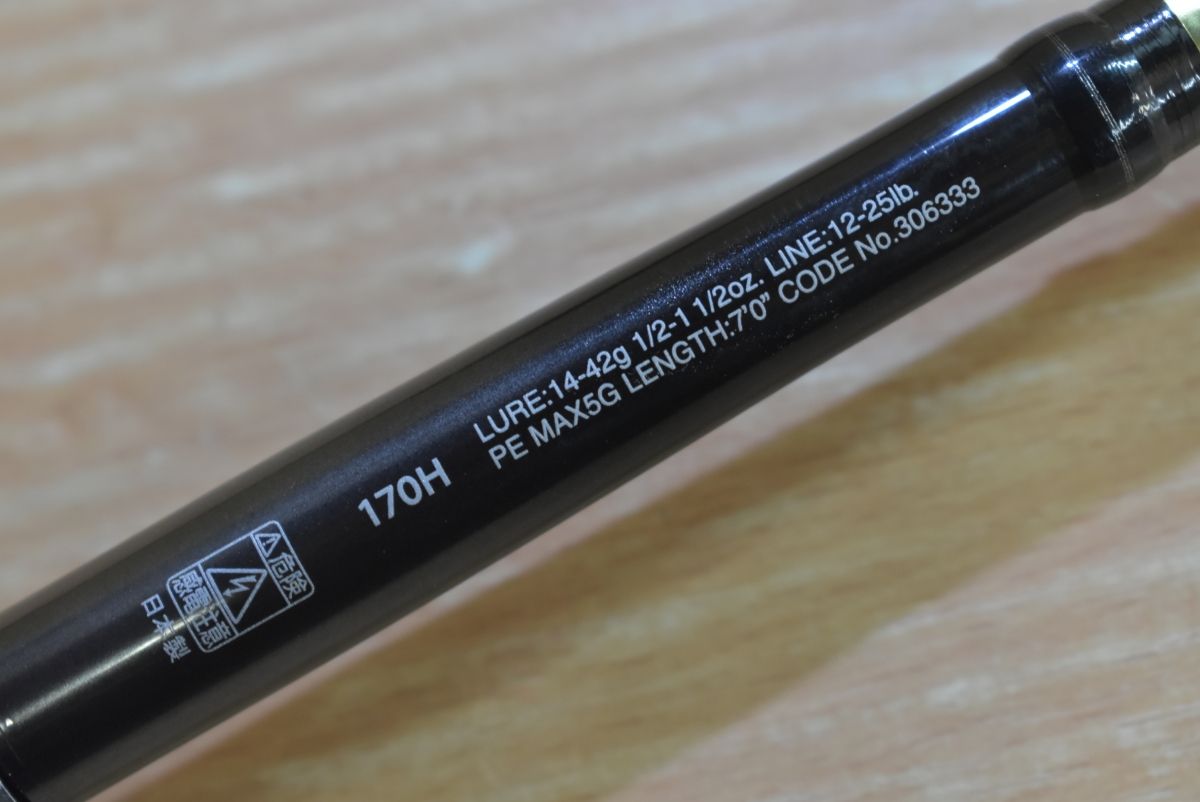 170H
LURE:14-42g 1/2-1 1/2oz. LINE:12-25lb.
PE MAX5G LENGTH:7'0" CODE No.306333
危険
感電注意
日本製